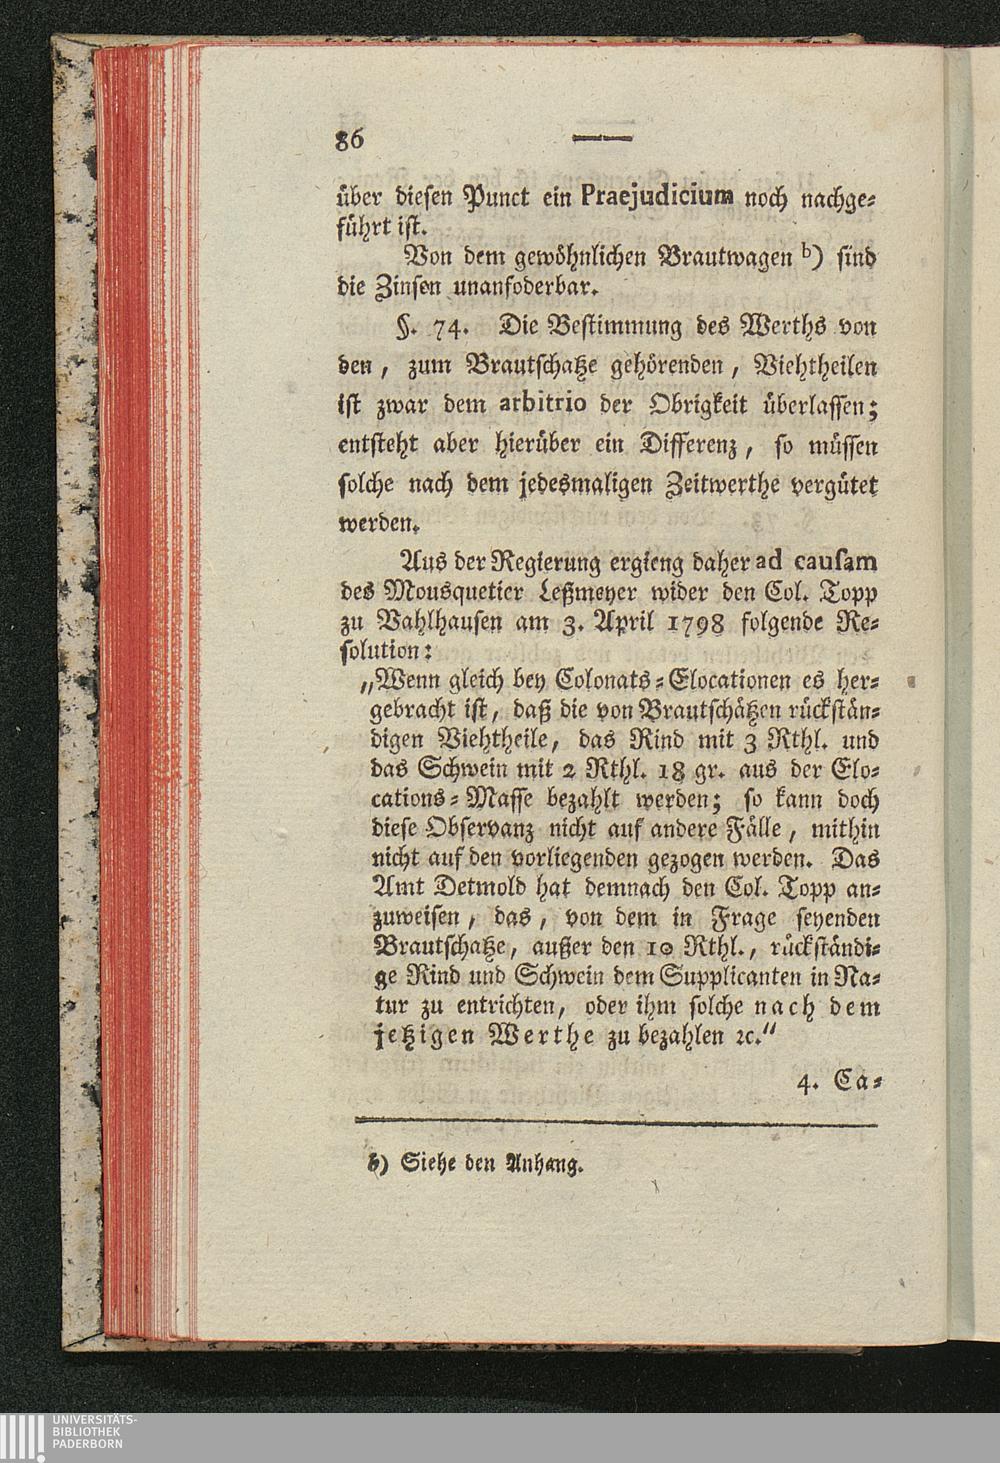 86
über diesen Punct ein Praejudicium noch nachge-
führt ist.
Von dem gewöhnlichen Brautwagen b) sind
die Zinsen unanfoderbar.
§. 74. Die Bestimmung des Werths von
den, zum Brautschatze gehörenden, Viehtheilen
ist zwar dem arbitrio der Obrigkeit überlassen;
entsteht aber hierüber ein Differenz, so müssen
solche nach dem jedesmaligen Zeitwerthe vergütet
werden.
Aus der Regierung ergieng daher ad causam
des Mousquetier Leßmeyer wider den Col. Topp
zu Vahlhausen am 3. April 1798 folgende Re-
solution:
„Wenn gleich bey Colonats-Elocationen es her-
gebracht ist, daß die von Brautschätzen rückstän-
digen Viehtheile, das Rind mit 3 Rthl. und
das Schwein mit 2 Rthl. 18 gr. aus der Elo-
cations-Masse bezahlt werden; so kann doch
diese Observanz nicht auf andere Fälle, mithin
nicht auf den vorliegenden gezogen werden. Das
Amt Detmold hat demnach den Col. Topp an-
zuweisen, das, von dem in Frage seyenden
Brautschatze, außer den 10 Rthl., rückständi-
ge Rind und Schwein dem Supplicanten in Na-
tur zu entrichten, oder ihm solche nach dem
jetzigen Werthe zu bezahlen ꝛc."
4. Ca-
b) Siehe den Anhang.
UNIVERSITÄTS-
BIBLIOTHEK
PADERBORN